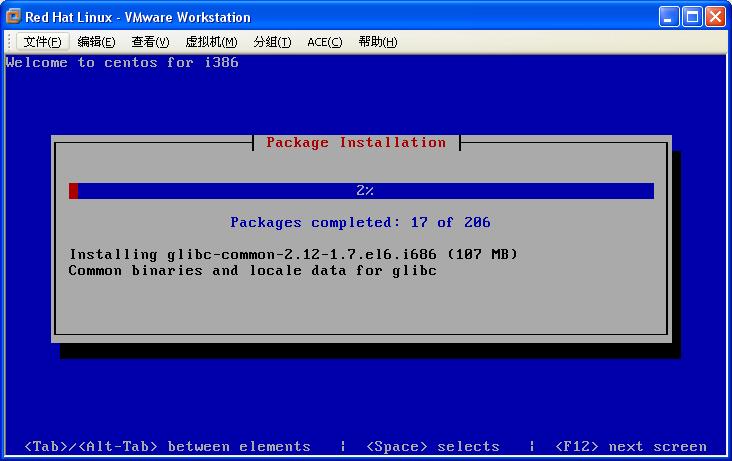 Red Hat Linux - VMware Workstation
文件(F) 编辑(E) 查看(V) 虚拟机(M) 分组(T) ACE(C) 帮助(H)
Welcome to centos for i386
Package Installation
2%
Packages completed: 17 of 206
Installing glibc-common-2.12-1.7.el6.i686 (107 MB)
Common binaries and locale data for glibc
<Tab>/<Alt-Tab> between elements | <Space> selects | <F12> next screen